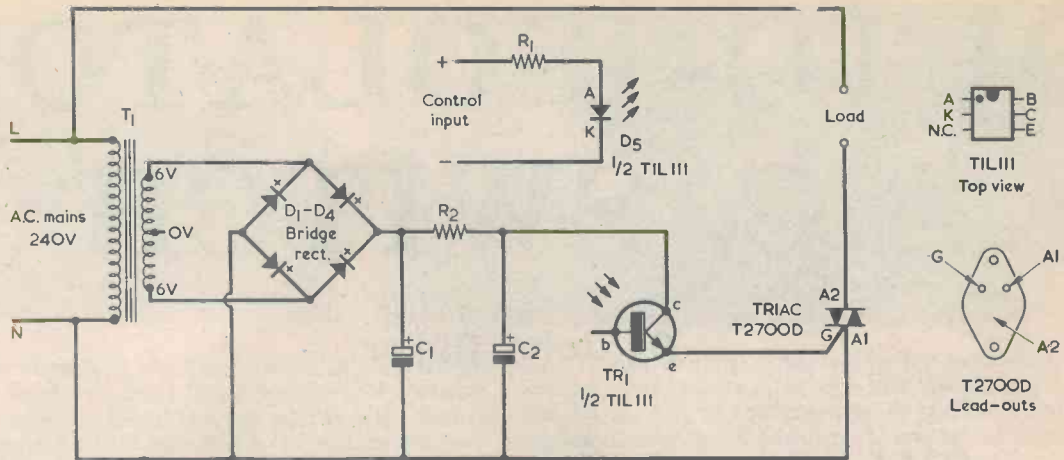 L
T1
A.C. mains
240V
N
6V
0V
6V
D1-D4
Bridge
rect.
+
Control
input
−
R1
A
K
D5
1/2 TIL111
R2
+
C1
+
C2
b
c
e
TR1
1/2 TIL111
Load
TRIAC
T2700D
A2
G
A1
A
K
N.C.
B
C
E
TIL111
Top view
G
A1
A2
T2700D
Lead-outs